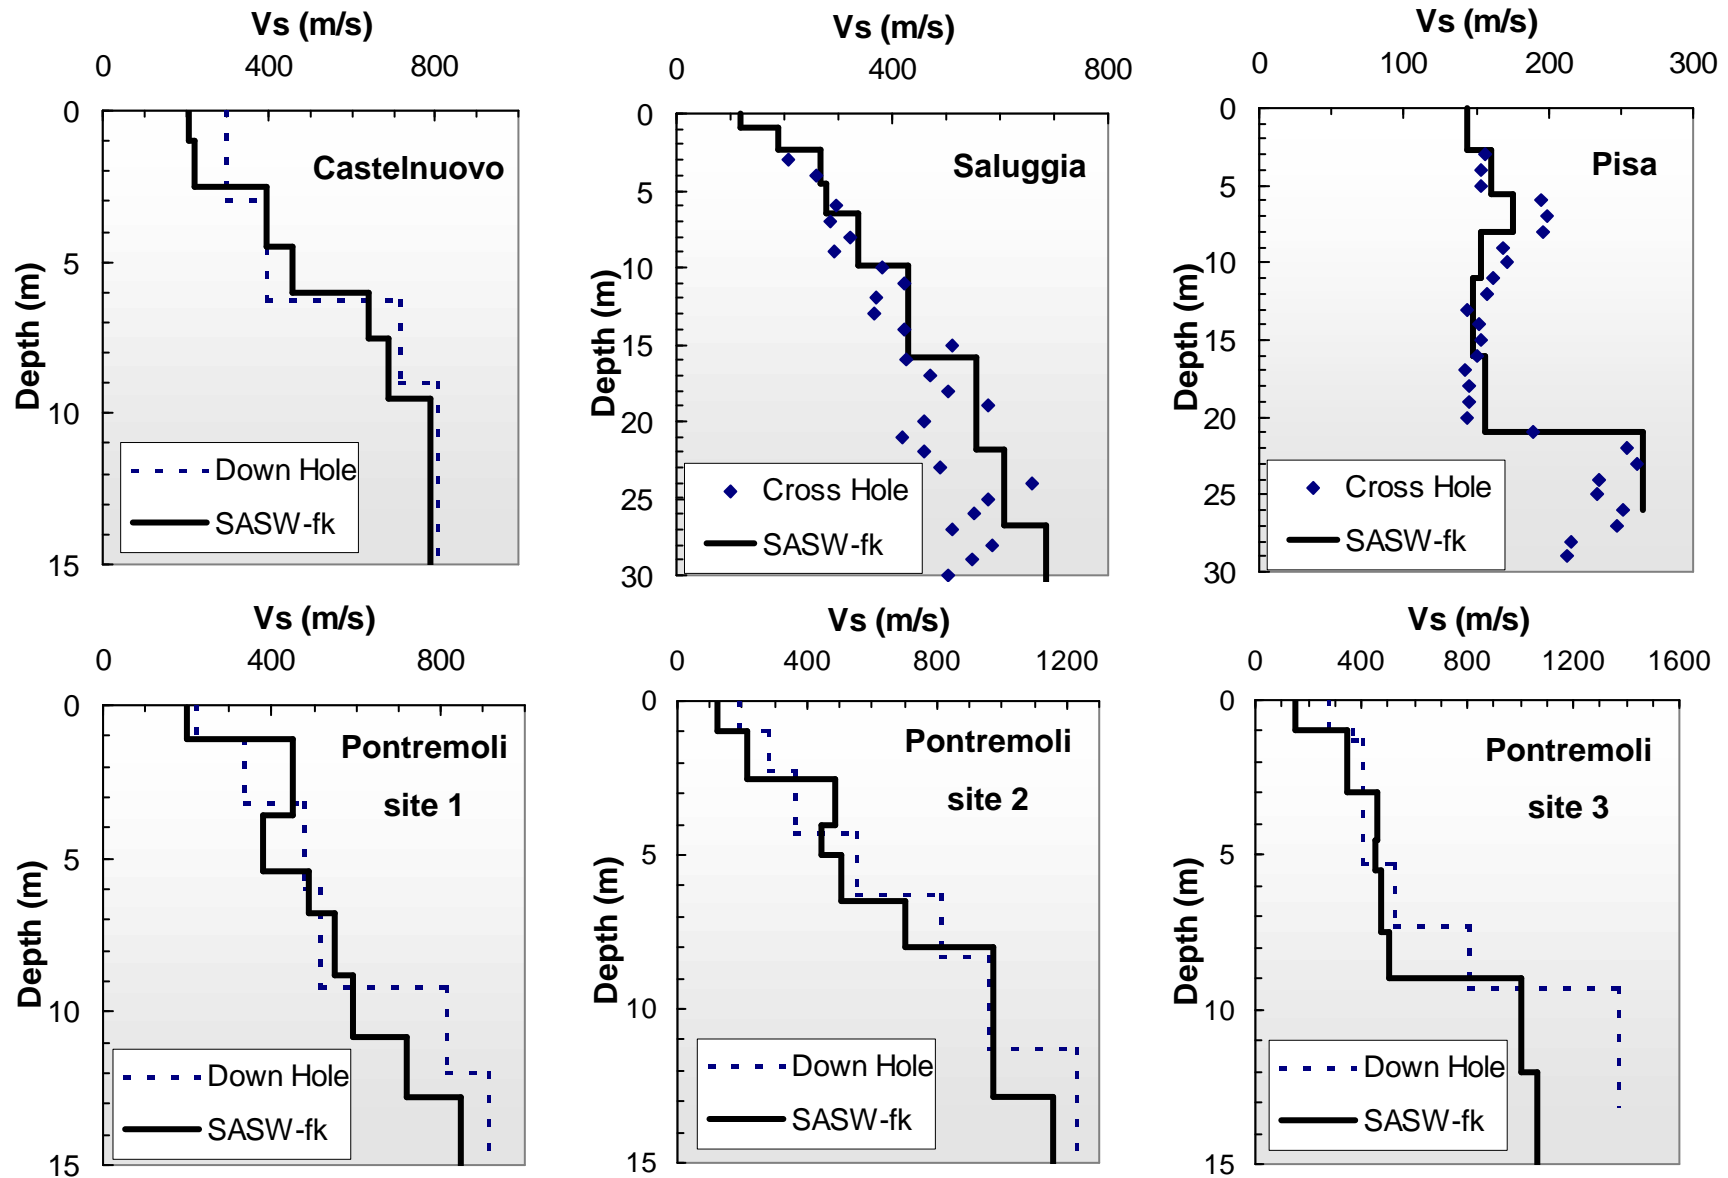 Vs (m/s)
0 400 800
0
5
10
15
Depth (m)
Castelnuovo
Down Hole
SASW-fk
Vs (m/s)
0 400 800
0
5
10
15
20
25
30
Depth (m)
Saluggia
Cross Hole
SASW-fk
Vs (m/s)
0 100 200 300
0
5
10
15
20
25
30
Depth (m)
Pisa
Cross Hole
SASW-fk
Vs (m/s)
0 400 800
0
5
10
15
Depth (m)
Pontremoli
site 1
Down Hole
SASW-fk
Vs (m/s)
0 400 800 1200
0
5
10
15
Depth (m)
Pontremoli
site 2
Down Hole
SASW-fk
Vs (m/s)
0 400 800 1200 1600
0
5
10
15
Depth (m)
Pontremoli
site 3
Down Hole
SASW-fk